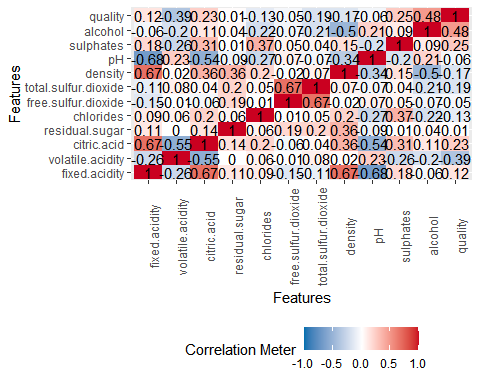 quality 0.12 -0.39 0.23 0.01 -0.13 -0.05 -0.19 -0.17 -0.06 0.25 0.48 1
alcohol -0.06 -0.2 0.11 0.04 -0.22 -0.07 -0.21 -0.5 0.21 0.09 1 0.48
sulphates 0.18 -0.26 0.31 0.01 0.37 0.05 0.04 0.15 -0.2 1 0.09 0.25
pH -0.68 0.23 -0.54 -0.09 -0.27 0.07 -0.07 -0.34 1 -0.2 0.21 -0.06
density 0.67 0.02 0.36 0.36 0.2 -0.02 0.07 1 -0.34 0.15 -0.5 -0.17
total.sulfur.dioxide -0.11 0.08 0.04 0.2 0.05 0.67 1 0.07 -0.07 0.04 -0.21 -0.19
free.sulfur.dioxide -0.15 -0.01 -0.06 0.19 0.01 1 0.67 -0.02 0.07 0.05 -0.07 -0.05
chlorides 0.09 0.06 0.2 0.06 1 0.01 0.05 0.2 -0.27 0.37 -0.22 -0.13
residual.sugar 0.11 0 0.14 1 0.06 0.19 0.2 0.36 -0.09 0.01 0.04 0.01
citric.acid 0.67 -0.55 1 0.14 0.2 -0.06 0.04 0.36 -0.54 0.31 0.11 0.23
volatile.acidity -0.26 1 -0.55 0 0.06 -0.01 0.08 0.02 0.23 -0.26 -0.2 -0.39
fixed.acidity 1 -0.26 0.67 0.11 0.09 -0.15 -0.11 0.67 -0.68 0.18 -0.06 0.12
Features
fixed.acidity
volatile.acidity
citric.acid
residual.sugar
chlorides
free.sulfur.dioxide
total.sulfur.dioxide
density
pH
sulphates
alcohol
quality
Features
Correlation Meter
-1.0 -0.5 0.0 0.5 1.0